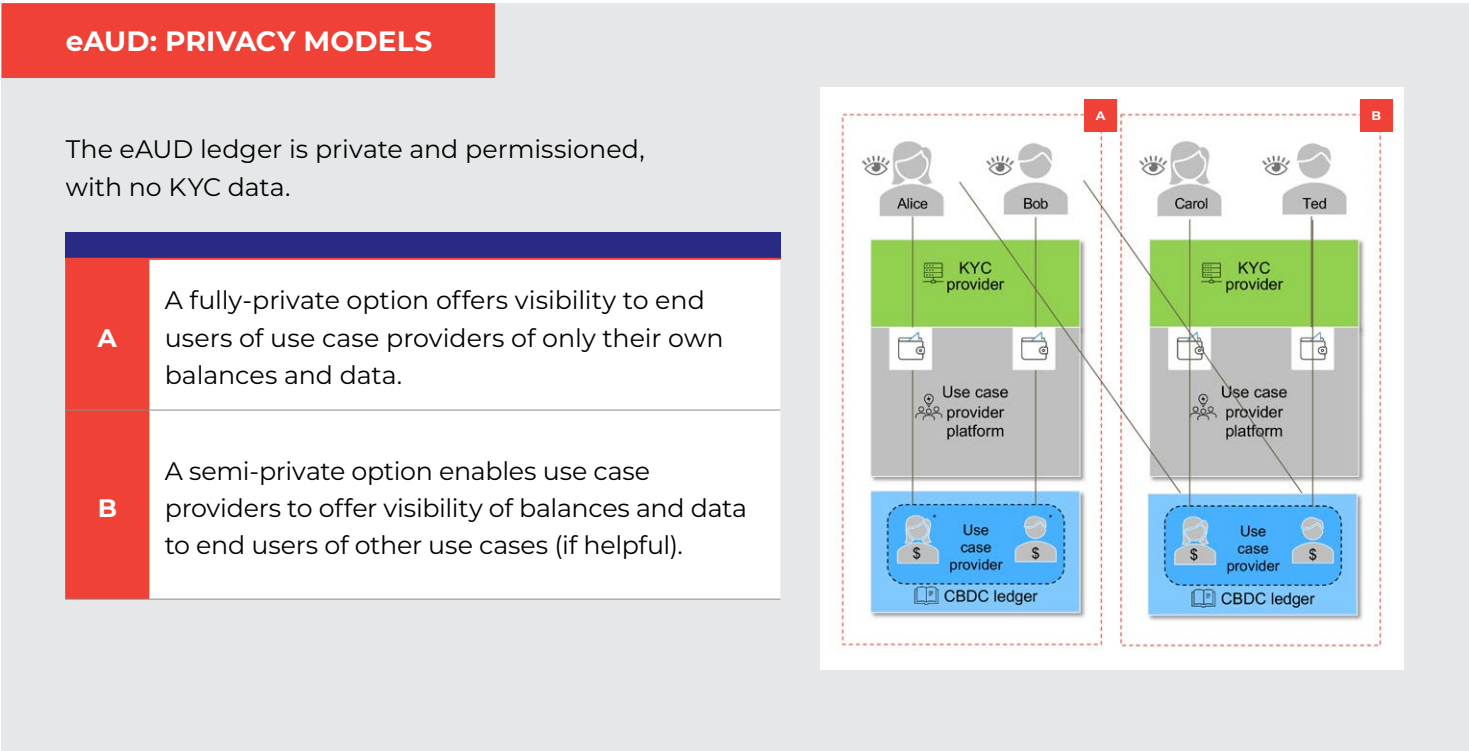 eAUD: PRIVACY MODELS
The eAUD ledger is private and permissioned,
with no KYC data.
A
A fully-private option offers visibility to end
users of use case providers of only their own
balances and data.
B
A semi-private option enables use case
providers to offer visibility of balances and data
to end users of other use cases (if helpful).
A
Alice
Bob
KYC
provider
Use case
provider
platform
$
Use
case
provider
$
CBDC ledger
B
Carol
Ted
KYC
provider
Use case
provider
platform
$
Use
case
provider
$
CBDC ledger